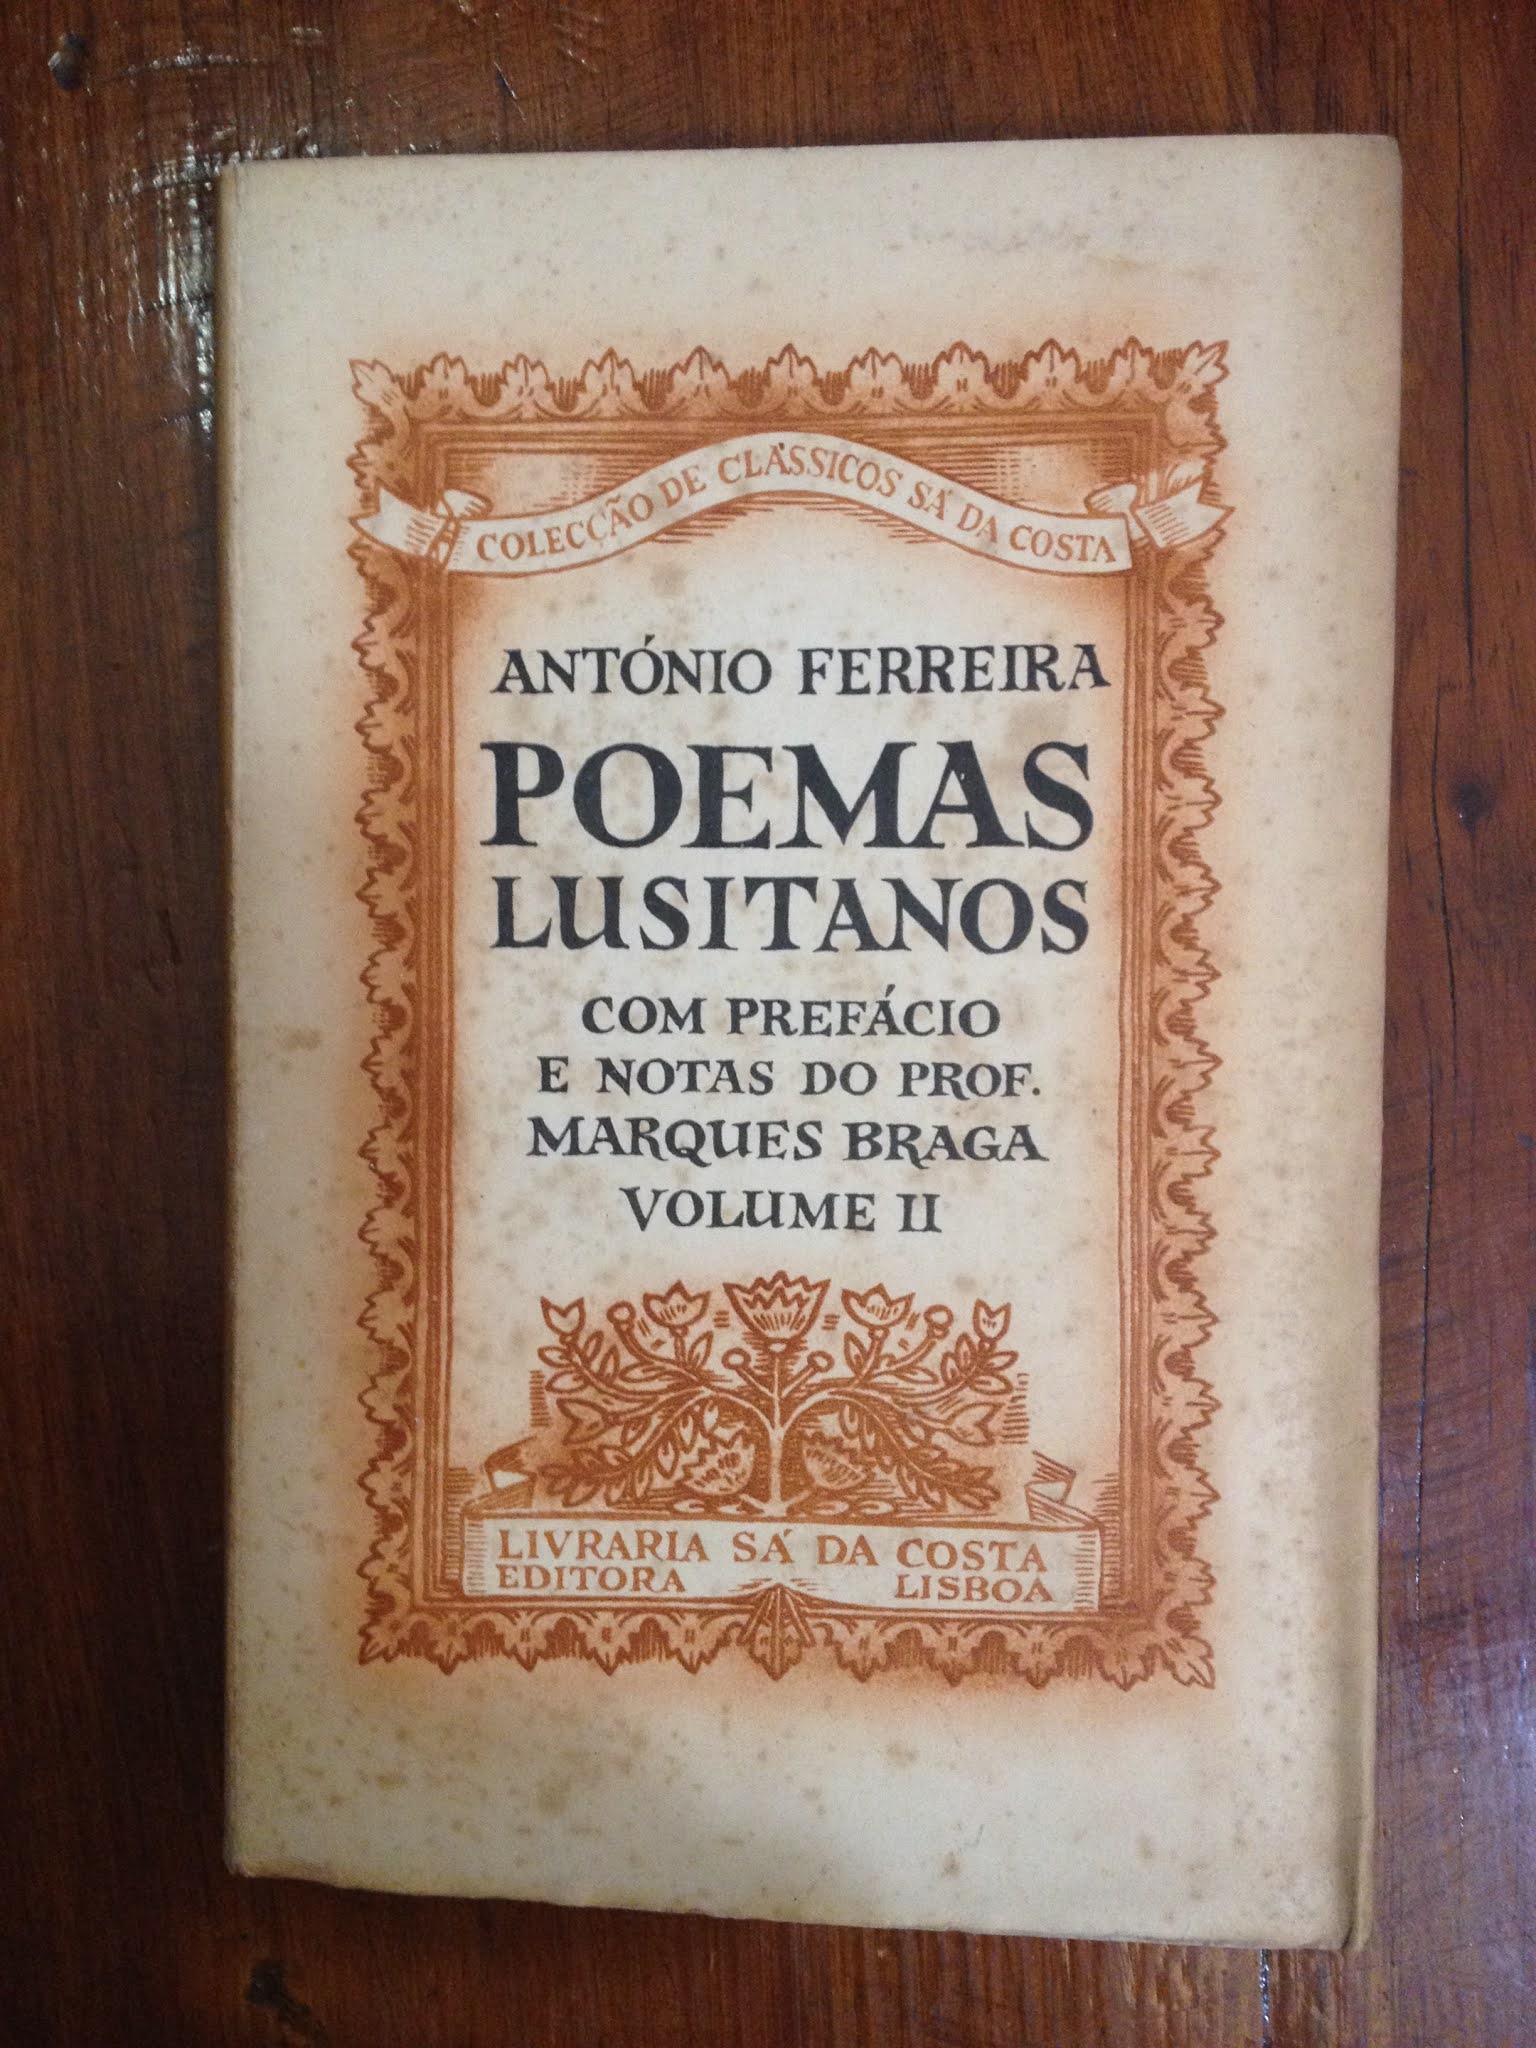 COLECÇÃO DE CLÁSSICOS SÁ DA COSTA
ANTÓNIO FERREIRA
POEMAS
LUSITANOS
COM PREFÁCIO
E NOTAS DO PROF.
MARQUES BRAGA
VOLUME II
LIVRARIA SÁ DA COSTA
EDITORA LISBOA